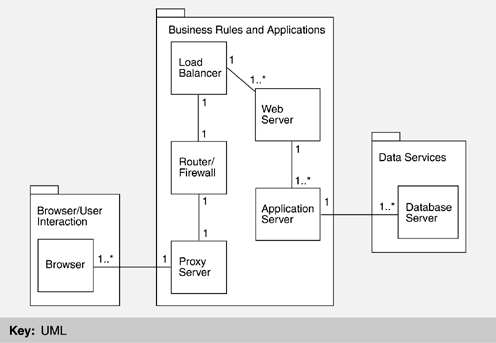 Business Rules and Applications
Load
Balancer
1
1..*
Web
Server
1
1
Router/
Firewall
1
1..*
Data Services
Browser/User
Interaction
1
Application
Server
1
1..*
Database
Server
1
Browser
1..*
1
Proxy
Server
Key: UML